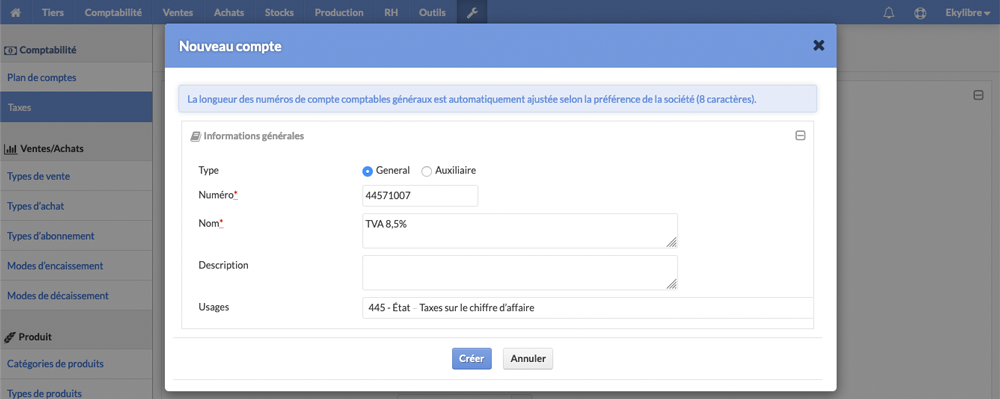 Tiers Comptabilité Ventes Achats Stocks Production RH Outils Ekylibre
Comptabilité
Plan de comptes
Taxes
Ventes/Achats
Types de vente
Types d'achat
Types d'abonnement
Modes d'encaissement
Modes de décaissement
Produit
Catégories de produits
Types de produits
Nouveau compte
La longueur des numéros de compte comptables généraux est automatiquement ajustée selon la préférence de la société (8 caractères).
Informations générales
Type General Auxiliaire
Numéro* 44571007
Nom* TVA 8,5%
Description
Usages 445 - État – Taxes sur le chiffre d'affaire
Créer Annuler